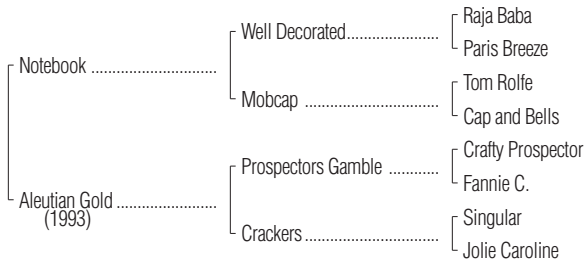 Raja Baba
Well Decorated....................
Paris Breeze
Notebook ...........................
Tom Rolfe
Mobcap .............................
Cap and Bells
Crafty Prospector
Prospectors Gamble ...........
Fannie C.
Aleutian Gold .....................
(1993)
Singular
Crackers.............................
Jolie Caroline